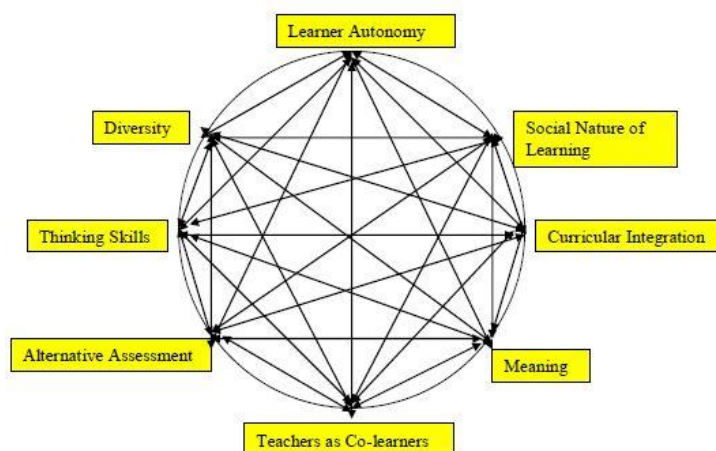 Learner Autonomy
Diversity
Social Nature of
Learning
Thinking Skills
Curricular Integration
Alternative Assessment
Meaning
Teachers as Co-learners